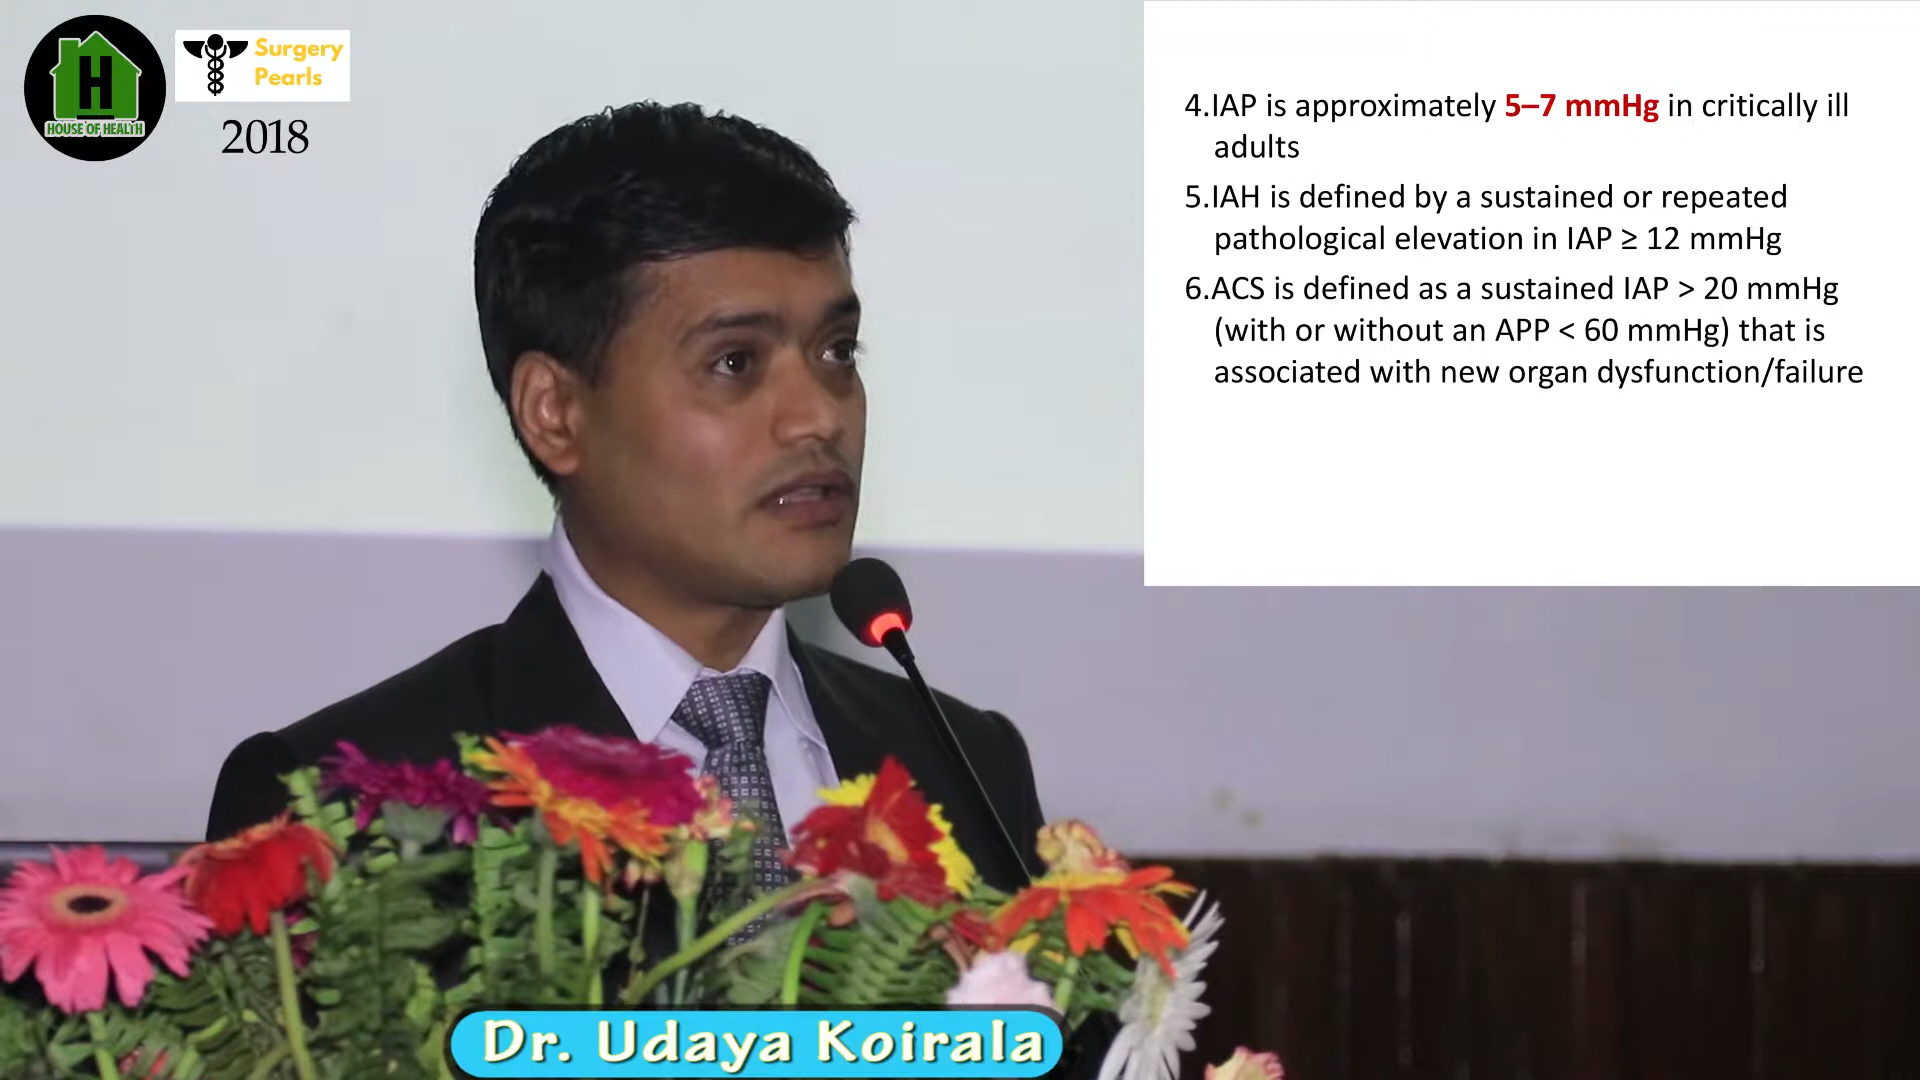 H
HOUSE OF HEALTH
Surgery
Pearls
2018
4.IAP is approximately 5–7 mmHg in critically ill
adults
5.IAH is defined by a sustained or repeated
pathological elevation in IAP ≥ 12 mmHg
6.ACS is defined as a sustained IAP > 20 mmHg
(with or without an APP < 60 mmHg) that is
associated with new organ dysfunction/failure
Dr. Udaya Koirala